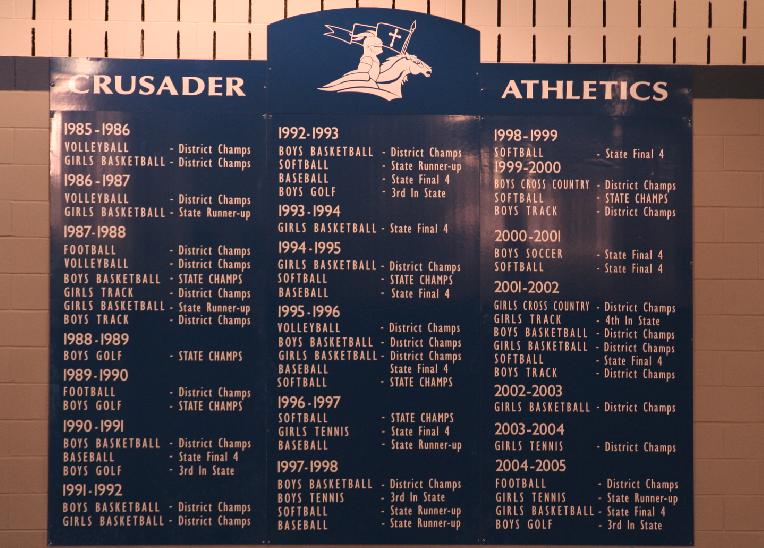 CRUSADER ATHLETICS
1985-1986
VOLLEYBALL - District Champs
GIRLS BASKETBALL - District Champs
1986-1987
VOLLEYBALL - District Champs
GIRLS BASKETBALL - State Runner-up
1987-1988
FOOTBALL - District Champs
VOLLEYBALL - District Champs
BOYS BASKETBALL - STATE CHAMPS
GIRLS TRACK - District Champs
GIRLS BASKETBALL - State Runner-up
BOYS TRACK - District Champs
1988-1989
BOYS GOLF - STATE CHAMPS
1989-1990
FOOTBALL - District Champs
BOYS GOLF - STATE CHAMPS
1990-1991
BOYS BASKETBALL - District Champs
BASEBALL - State Final 4
BOYS GOLF - 3rd In State
1991-1992
BOYS BASKETBALL - District Champs
GIRLS BASKETBALL - District Champs
1992-1993
BOYS BASKETBALL - District Champs
SOFTBALL - State Runner-up
BASEBALL - State Final 4
BOYS GOLF - 3rd In State
1993-1994
GIRLS BASKETBALL - State Final 4
1994-1995
GIRLS BASKETBALL - District Champs
SOFTBALL - STATE CHAMPS
BASEBALL - State Final 4
1995-1996
VOLLEYBALL - District Champs
BOYS BASKETBALL - District Champs
GIRLS BASKETBALL - District Champs
BASEBALL State Final 4
SOFTBALL - STATE CHAMPS
1996-1997
SOFTBALL - STATE CHAMPS
GIRLS TENNIS - State Final 4
BASEBALL - State Runner-up
1997-1998
BOYS BASKETBALL - District Champs
BOYS TENNIS - 3rd In State
SOFTBALL - State Runner-up
BASEBALL - State Runner-up
1998-1999
SOFTBALL - State Final 4
1999-2000
BOYS CROSS COUNTRY - District Champs
SOFTBALL - STATE CHAMPS
BOYS TRACK - District Champs
2000-2001
BOYS SOCCER - State Final 4
SOFTBALL - State Final 4
2001-2002
GIRLS CROSS COUNTRY - District Champs
GIRLS TRACK - 4th In State
BOYS BASKETBALL - District Champs
GIRLS BASKETBALL - District Champs
SOFTBALL - State Final 4
BOYS TRACK - District Champs
2002-2003
GIRLS BASKETBALL - District Champs
2003-2004
GIRLS TENNIS - District Champs
2004-2005
FOOTBALL - District Champs
GIRLS TENNIS - State Runner-up
GIRLS BASKETBALL - State Final 4
BOYS GOLF - 3rd In State